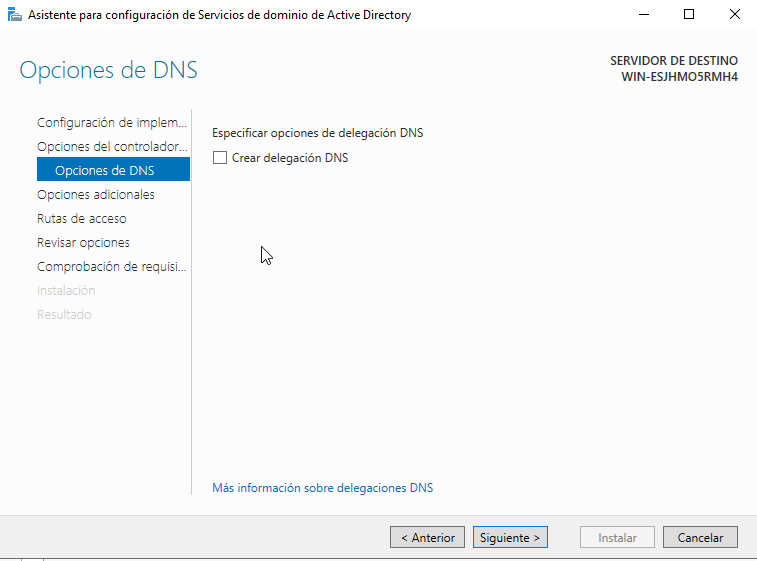 Asistente para configuración de Servicios de dominio de Active Directory
Opciones de DNS
SERVIDOR DE DESTINO
WIN-ESJHMO5RMH4
Configuración de implem...
Opciones del controlador...
Opciones de DNS
Opciones adicionales
Rutas de acceso
Revisar opciones
Comprobación de requisi...
Instalación
Resultado
Especificar opciones de delegación DNS
Crear delegación DNS
Más información sobre delegaciones DNS
< Anterior
Siguiente >
Instalar
Cancelar